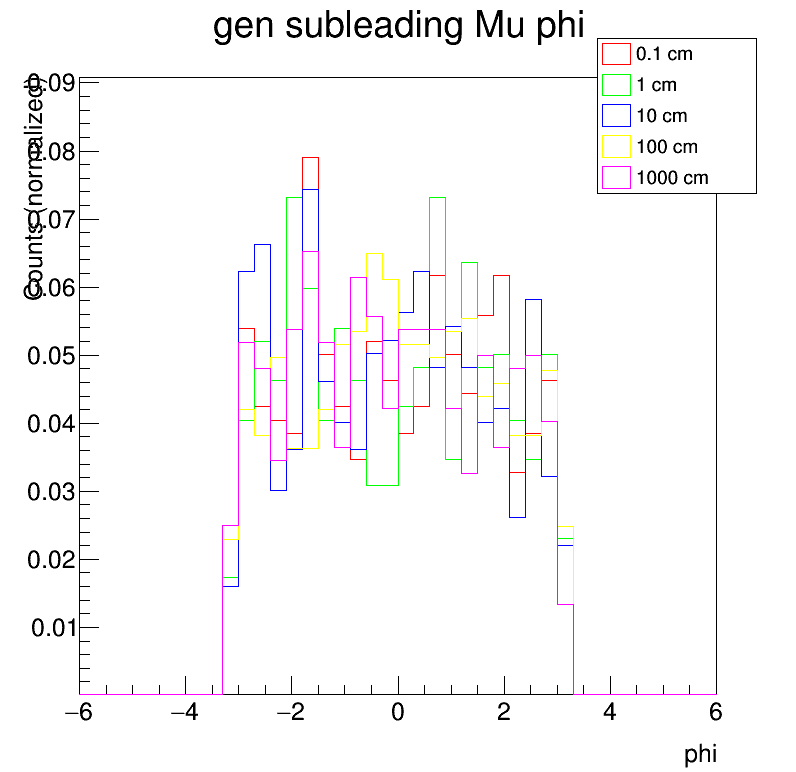 gen subleading Mu phi
0.1 cm
1 cm
10 cm
100 cm
1000 cm
Counts (normalized)
0.09
0.08
0.07
0.06
0.05
0.04
0.03
0.02
0.01
−6 −4 −2 0 2 4 6
phi